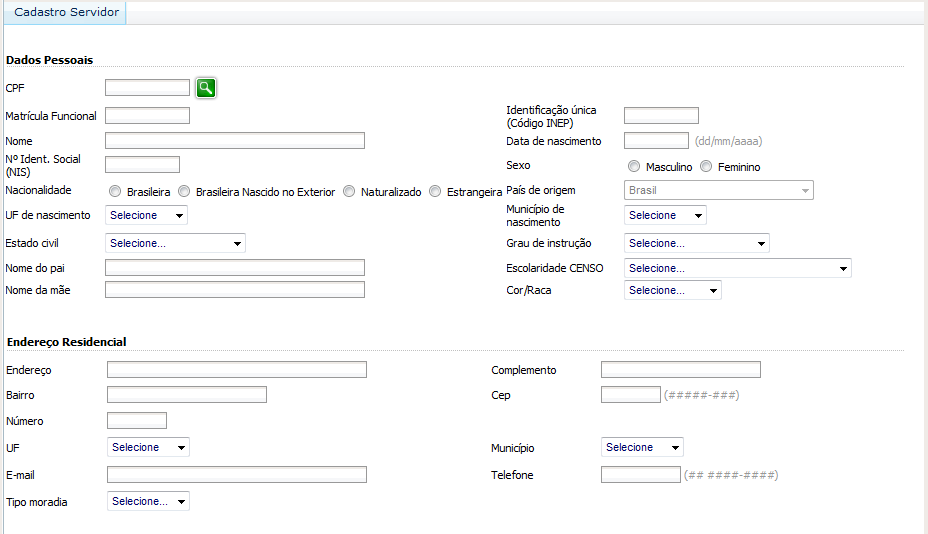 Cadastro Servidor
Dados Pessoais
CPF
Matrícula Funcional
Identificação única
(Código INEP)
Nome
Data de nascimento
(dd/mm/aaaa)
Nº Ident. Social
(NIS)
Sexo
Masculino
Feminino
Nacionalidade
Brasileira
Brasileira Nascido no Exterior
Naturalizado
Estrangeira
País de origem
Brasil
UF de nascimento
Selecione
Município de
nascimento
Selecione
Estado civil
Selecione...
Grau de instrução
Selecione...
Nome do pai
Escolaridade CENSO
Selecione...
Nome da mãe
Cor/Raca
Selecione...
Endereço Residencial
Endereço
Complemento
Bairro
Cep
(#####-###)
Número
UF
Selecione
Município
Selecione
E-mail
Telefone
(## ####-####)
Tipo moradia
Selecione...